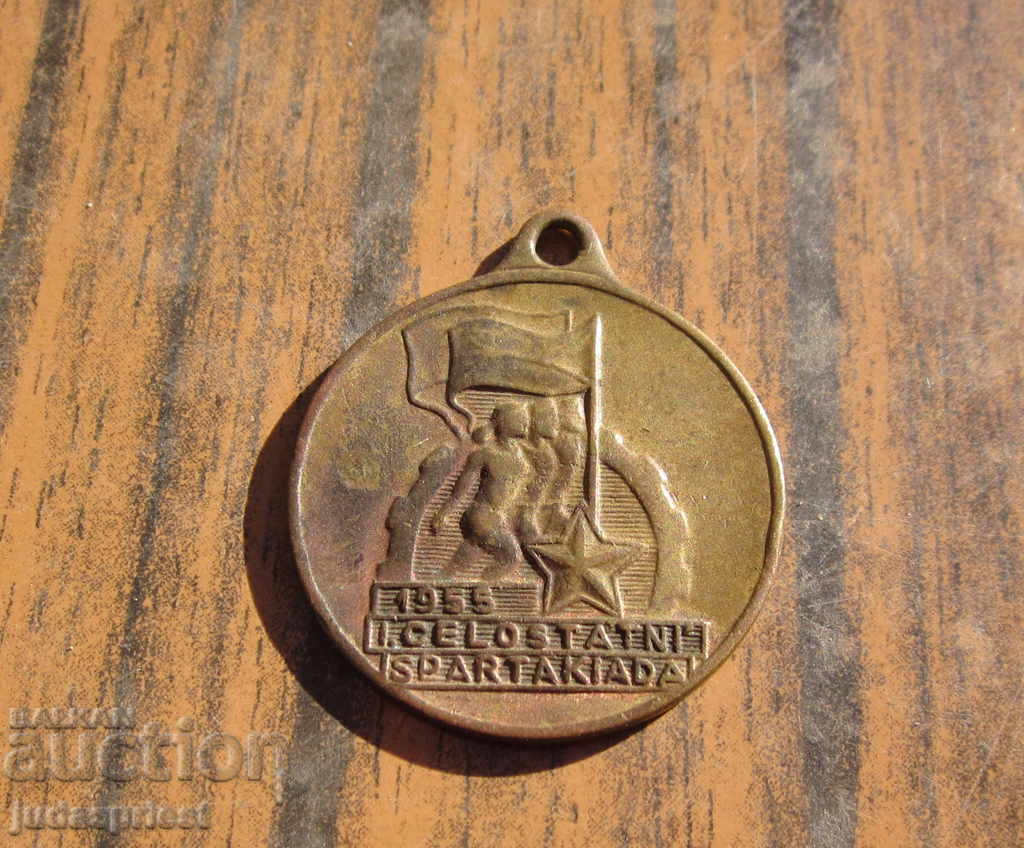 1955
I.CELOSTÁTNÍ
SPARTAKIADA
BALKAN
auction
judaspriest